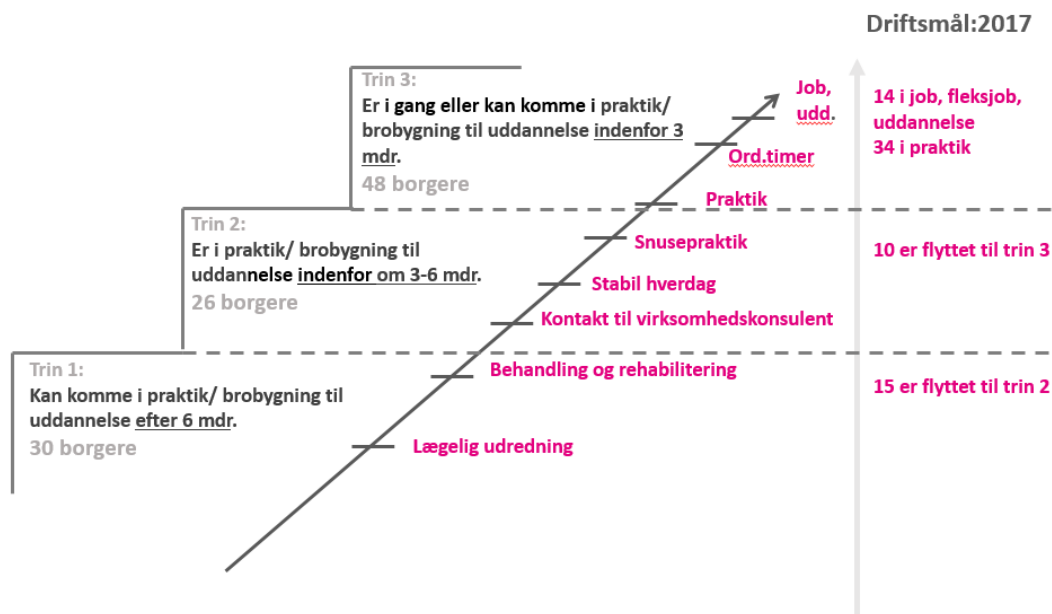 Driftsmål:2017
Trin 3:
Er i gang eller kan komme i praktik/
brobygning til uddannelse indenfor 3
mdr.
48 borgere
Job,
udd.
14 i job, fleksjob,
uddannelse
34 i praktik
Ord.timer
Praktik
Trin 2:
Er i praktik/ brobygning til
uddannelse indenfor om 3-6 mdr.
26 borgere
Snusepraktik
10 er flyttet til trin 3
Stabil hverdag
Kontakt til virksomhedskonsulent
Trin 1:
Kan komme i praktik/ brobygning til
uddannelse efter 6 mdr.
30 borgere
Behandling og rehabilitering
15 er flyttet til trin 2
Lægelig udredning